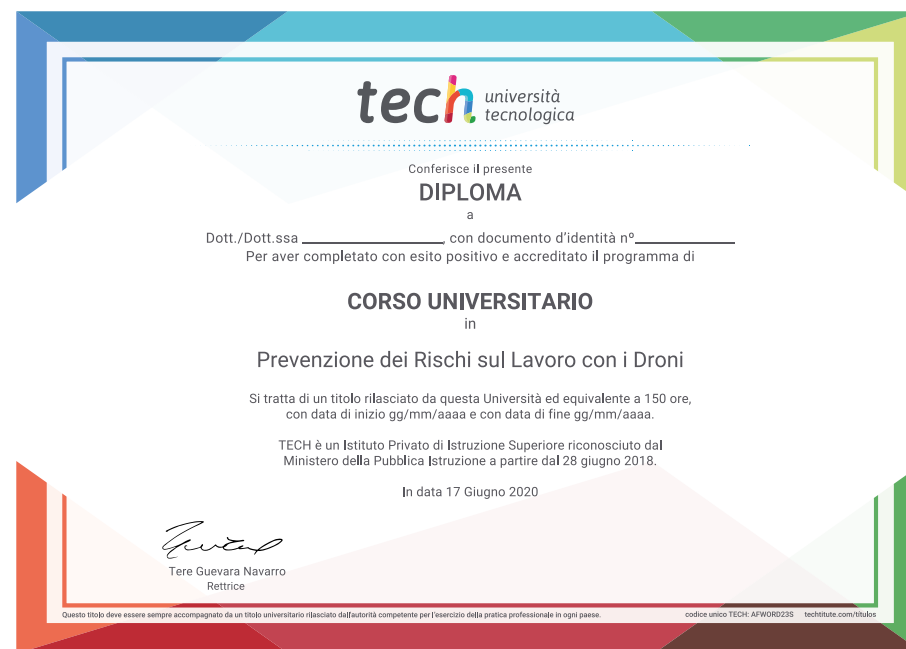 tech università
tecnologica
Conferisce il presente
DIPLOMA
a
Dott./Dott.ssa ____________________, con documento d'identità nº______________
Per aver completato con esito positivo e accreditato il programma di
CORSO UNIVERSITARIO
in
Prevenzione dei Rischi sul Lavoro con i Droni
Si tratta di un titolo rilasciato da questa Università ed equivalente a 150 ore,
con data di inizio gg/mm/aaaa e con data di fine gg/mm/aaaa.
TECH è un Istituto Privato di Istruzione Superiore riconosciuto dal
Ministero della Pubblica Istruzione a partire dal 28 giugno 2018.
In data 17 Giugno 2020
Tere Guevara Navarro
Rettrice
Questo titolo deve essere sempre accompagnato da un titolo universitario rilasciato dall'autorità competente per l'esercizio della pratica professionale in ogni paese. codice unico TECH: AFWORD23S techtitute.com/títulos